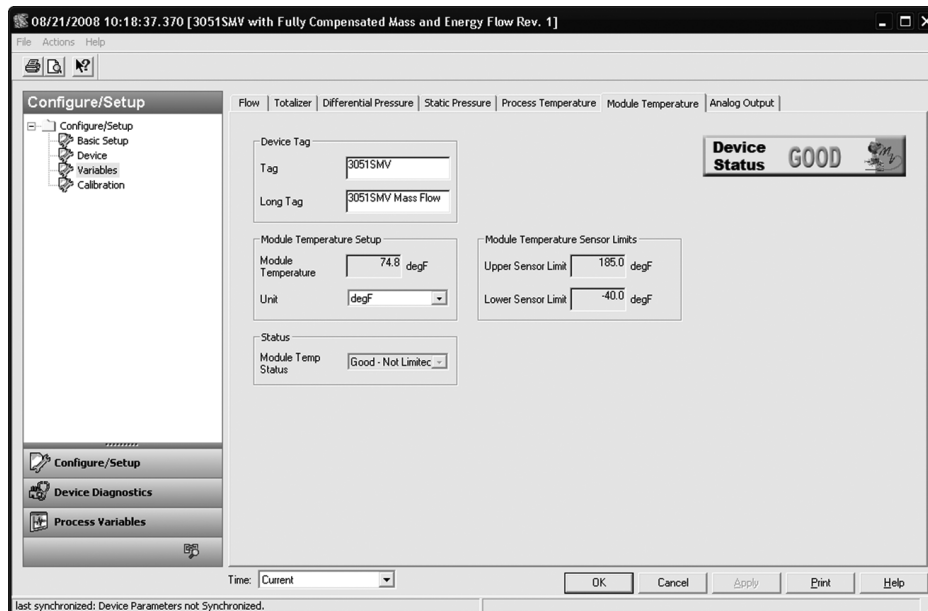 08/21/2008 10:18:37.370 [3051SMV with Fully Compensated Mass and Energy Flow Rev. 1]
File Actions Help
Configure/Setup
Configure/Setup
Basic Setup
Device
Variables
Calibration
Configure/Setup
Device Diagnostics
Process Variables
Flow Totalizer Differential Pressure Static Pressure Process Temperature Module Temperature Analog Output
Device Tag
Tag 3051SMV
Long Tag 3051SMV Mass Flow
Device Status GOOD
Module Temperature Setup
Module Temperature 74.8 degF
Unit degF
Module Temperature Sensor Limits
Upper Sensor Limit 185.0 degF
Lower Sensor Limit -40.0 degF
Status
Module Temp Status Good - Not Limitec
Time: Current
OK Cancel Apply Print Help
last synchronized: Device Parameters not Synchronized.